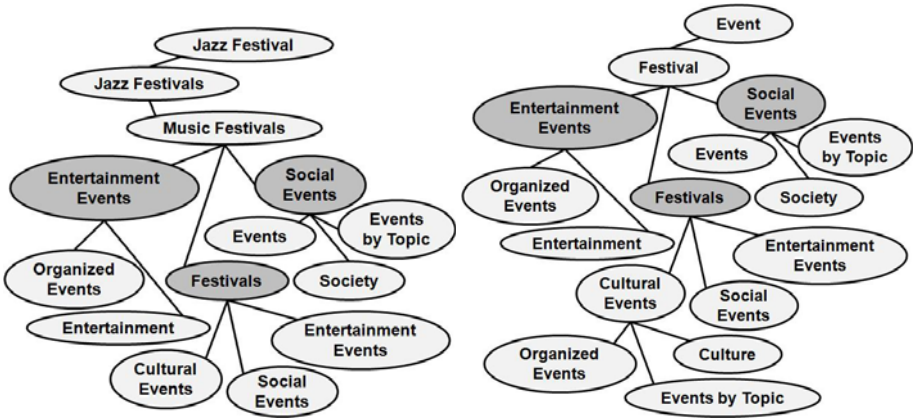 Jazz Festival
Jazz Festivals
Music Festivals
Entertainment
Events
Social
Events
Events
Events
by Topic
Organized
Events
Festivals
Society
Entertainment
Entertainment
Events
Cultural
Events
Social
Events
Event
Festival
Entertainment
Events
Social
Events
Events
Events
by Topic
Organized
Events
Festivals
Society
Entertainment
Entertainment
Events
Cultural
Events
Social
Events
Organized
Events
Culture
Events by Topic